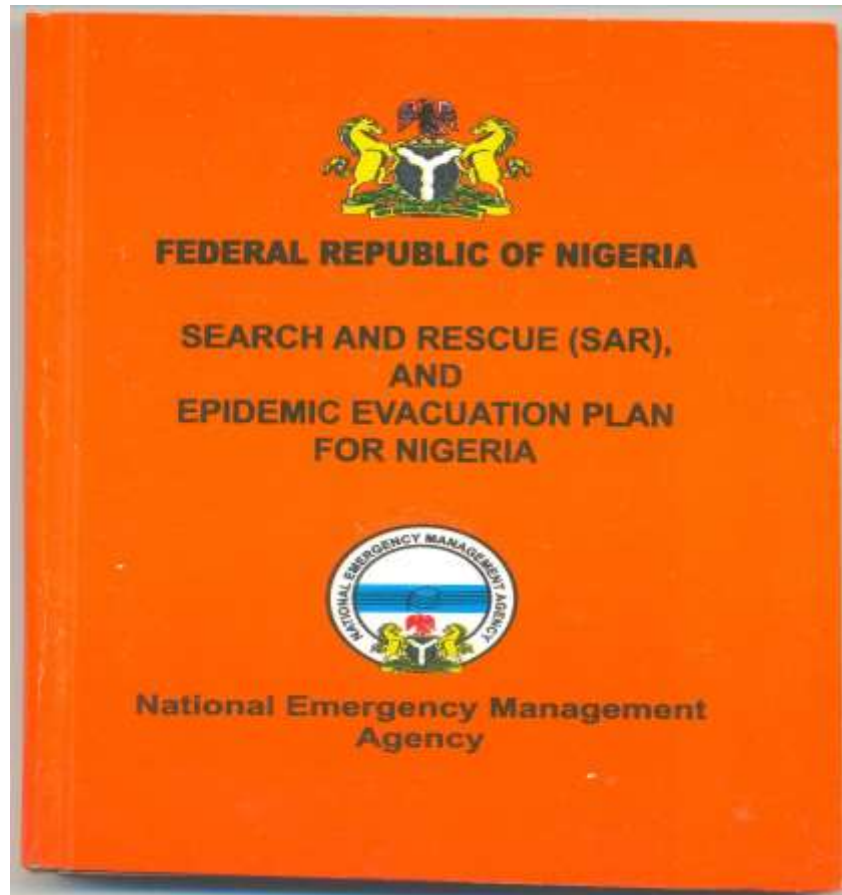 FEDERAL REPUBLIC OF NIGERIA
SEARCH AND RESCUE (SAR),
AND
EPIDEMIC EVACUATION PLAN
FOR NIGERIA
NATIONAL EMERGENCY MANAGEMENT AGENCY
National Emergency Management
Agency